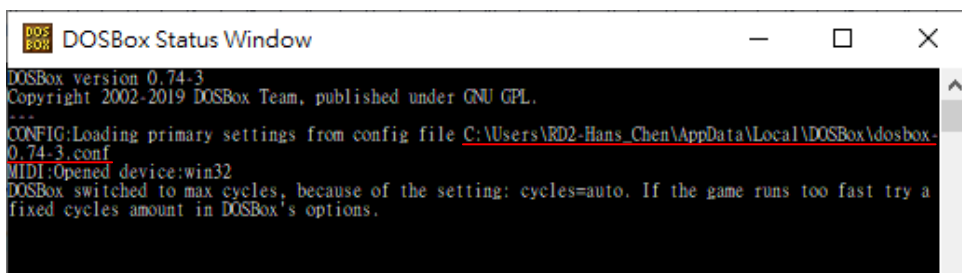 DOS
BOX
DOSBox Status Window
DOSBox version 0.74-3
Copyright 2002-2019 DOSBox Team, published under GNU GPL.
---
CONFIG:Loading primary settings from config file C:\Users\RD2-Hans_Chen\AppData\Local\DOSBox\dosbox-
0.74-3.conf
MIDI:Opened device:win32
DOSBox switched to max cycles, because of the setting: cycles=auto. If the game runs too fast try a
fixed cycles amount in DOSBox's options.